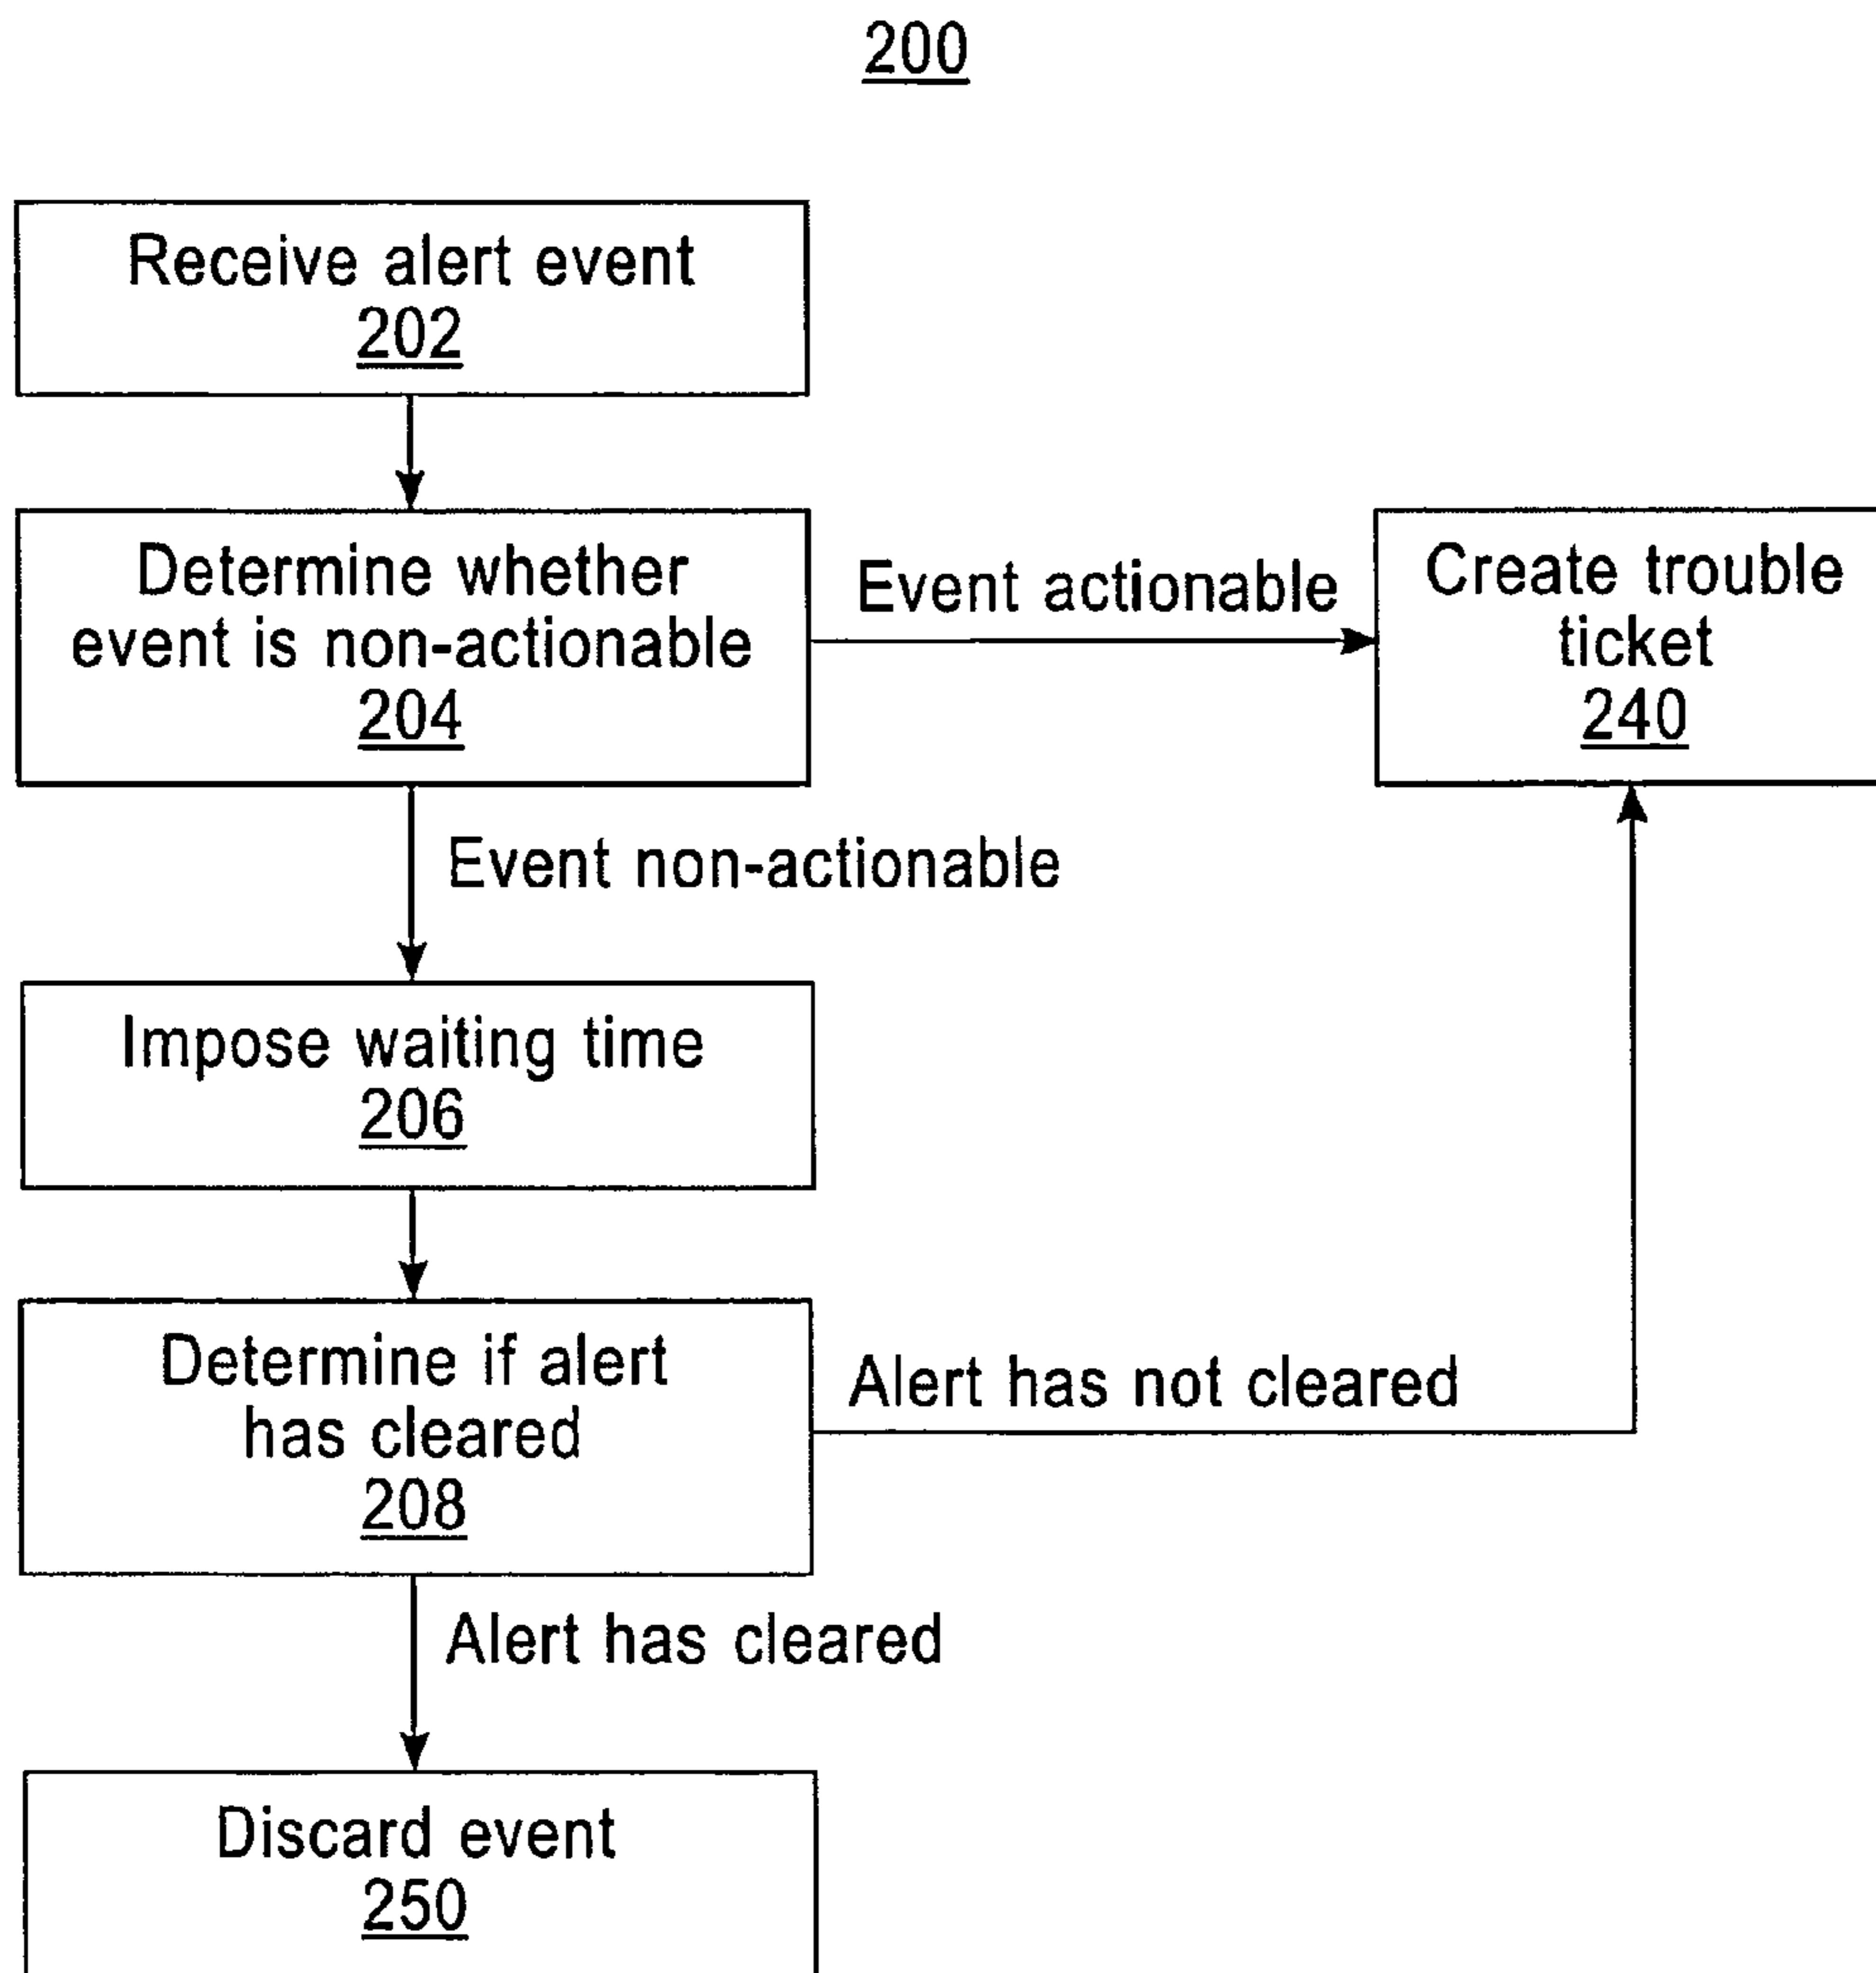 200
Receive alert event
202
Determine whether
event is non-actionable
204
Event actionable
Create trouble
ticket
240
Event non-actionable
Impose waiting time
206
Determine if alert
has cleared
208
Alert has not cleared
Alert has cleared
Discard event
250